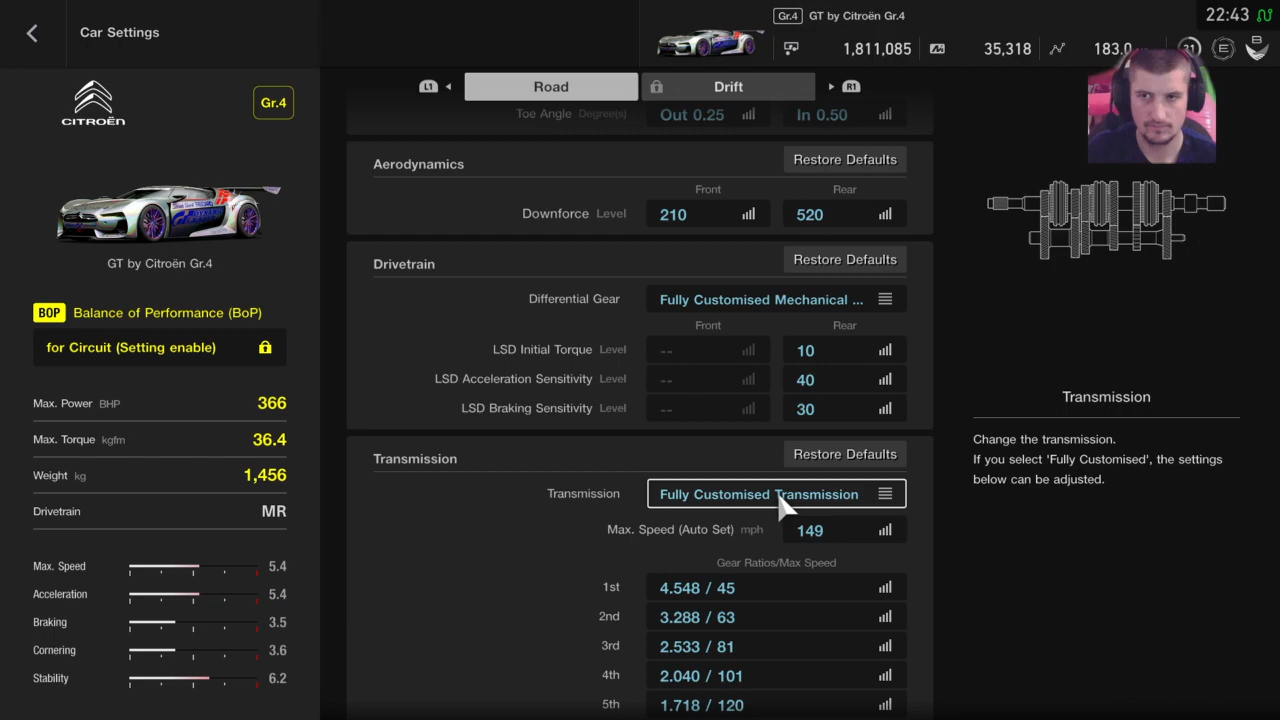 Car Settings
Gr.4 GT by Citroën Gr.4
1,811,085 35,318 183.0
22:43
E B
CITROËN
Gr.4
GT by Citroën Gr.4
BOP Balance of Performance (BoP)
for Circuit (Setting enable)
Max. Power BHP 366
Max. Torque kgfm 36.4
Weight kg 1,456
Drivetrain MR
Max. Speed 5.4
Acceleration 5.4
Braking 3.5
Cornering 3.6
Stability 6.2
L1 Road Drift R1
Toe Angle Degree(s) Out 0.25 In 0.50
Aerodynamics Restore Defaults
Front Rear
Downforce Level 210 520
Drivetrain Restore Defaults
Differential Gear Fully Customised Mechanical ...
Front Rear
LSD Initial Torque Level -- 10
LSD Acceleration Sensitivity Level -- 40
LSD Braking Sensitivity Level -- 30
Transmission Restore Defaults
Transmission Fully Customised Transmission
Max. Speed (Auto Set) mph 149
Gear Ratios/Max Speed
1st 4.548 / 45
2nd 3.288 / 63
3rd 2.533 / 81
4th 2.040 / 101
5th 1.718 / 120
Transmission
Change the transmission.
If you select 'Fully Customised', the settings
below can be adjusted.